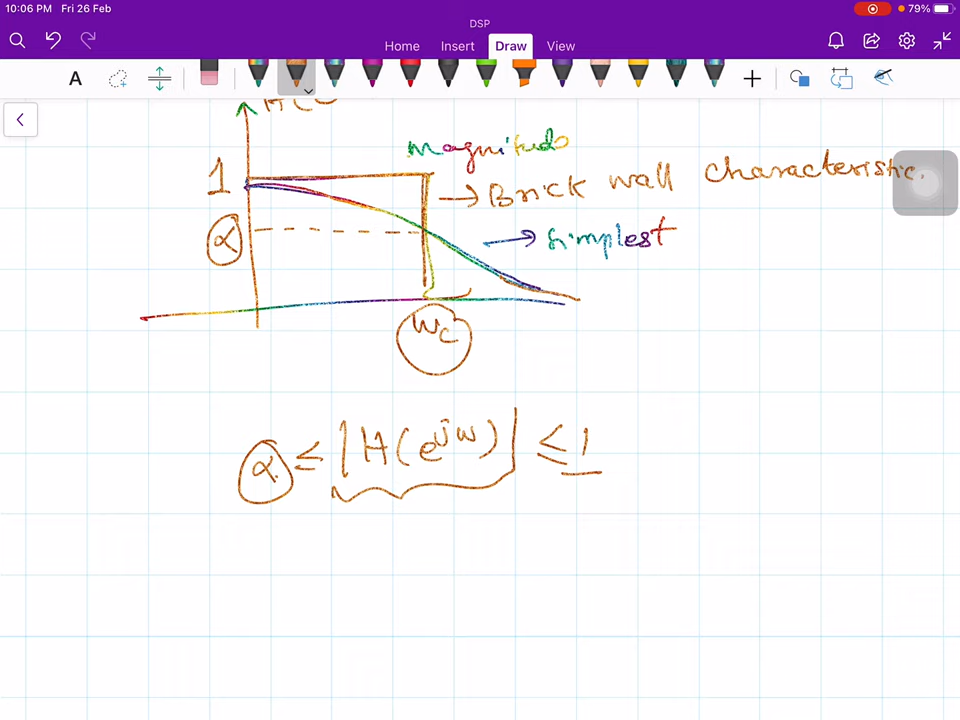 10:06 PM Fri 26 Feb
79%
DSP
Home Insert Draw View
A
magnitude
1
→ Brick wall characteristic.
α
→ simplest
ωc
α ≤ |H(e^jω)| ≤ 1